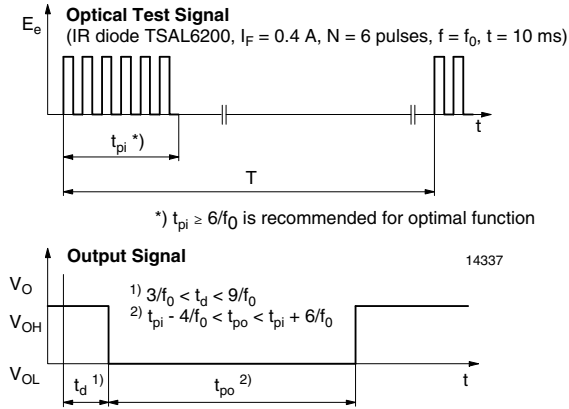 E_e
Optical Test Signal
(IR diode TSAL6200, I_F = 0.4 A, N = 6 pulses, f = f_0, t = 10 ms)
t
t_pi *)
T
*) t_pi ≥ 6/f_0 is recommended for optimal function
Output Signal
14337
V_O
V_OH
V_OL
1) 3/f_0 < t_d < 9/f_0
2) t_pi - 4/f_0 < t_po < t_pi + 6/f_0
t_d 1)
t_po 2)
t